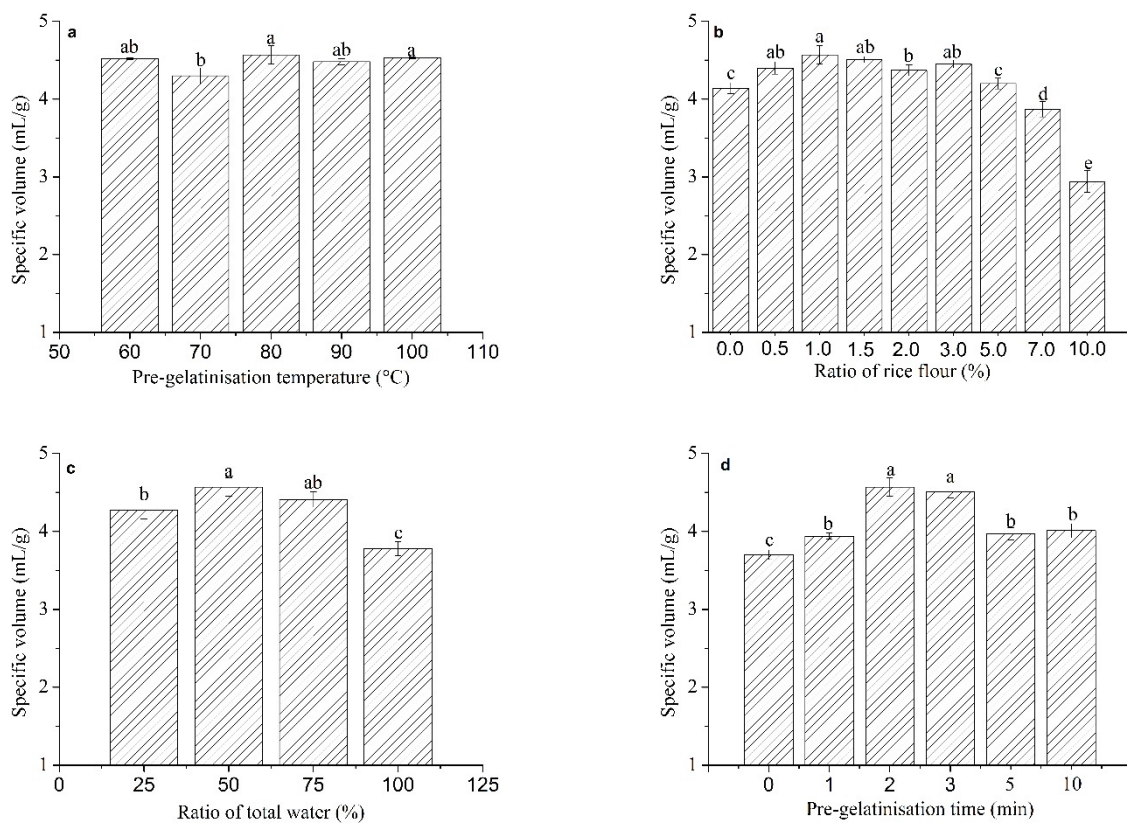 a
Specific volume (mL/g)
5
4
3
2
1
ab
b
a
ab
a
50 60 70 80 90 100 110
Pre-gelatinisation temperature (°C)
b
Specific volume (mL/g)
5
4
3
2
1
c
ab
a
ab
b
ab
c
d
e
0.0 0.5 1.0 1.5 2.0 3.0 5.0 7.0 10.0
Ratio of rice flour (%)
c
Specific volume (mL/g)
5
4
3
2
1
b
a
ab
c
0 25 50 75 100 125
Ratio of total water (%)
d
Specific volume (mL/g)
5
4
3
2
1
c
b
a
a
b
b
0 1 2 3 5 10
Pre-gelatinisation time (min)